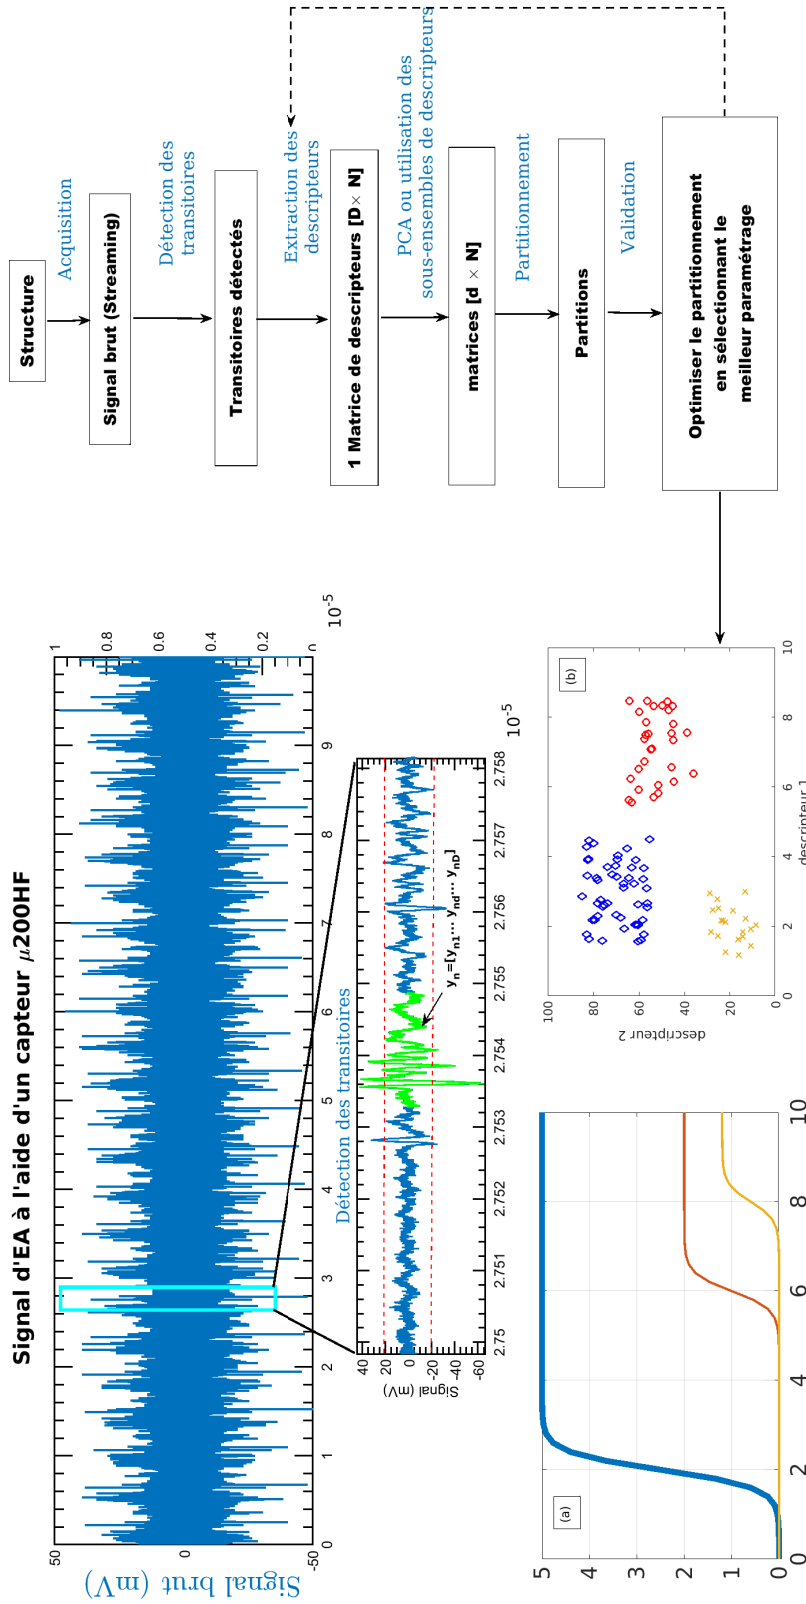 Signal d'EA à l'aide d'un capteur μ200HF
10⁻⁵
Signal brut (mV)
50
0
-50
0
1
2
3
4
5
6
7
8
9
1
0.8
0.6
0.4
0.2
Détection des transitoires
Signal (mV)
40
20
0
-20
-40
-60
yₙ=[yₙ₁... yₙd... yₙD]
2.75
2.751
2.752
2.753
2.754
2.755
2.756
2.757
2.758
10⁻⁵
(a)
5
4
3
2
1
0
0
2
4
6
8
10
(b)
descripteur 2
100
80
60
40
20
0
0
2
4
6
8
10
descripteur 1
Structure
Acquisition
Signal brut (Streaming)
Détection des
transitoires
Transitoires détectés
Extraction des
descripteurs
1 Matrice de descripteurs [D× N]
PCA ou utilisation des
sous-ensembles de descripteurs
matrices [d × N]
Partitionnement
Partitions
Validation
Optimiser le partitionnement
en sélectionnant le
meilleur paramétrage